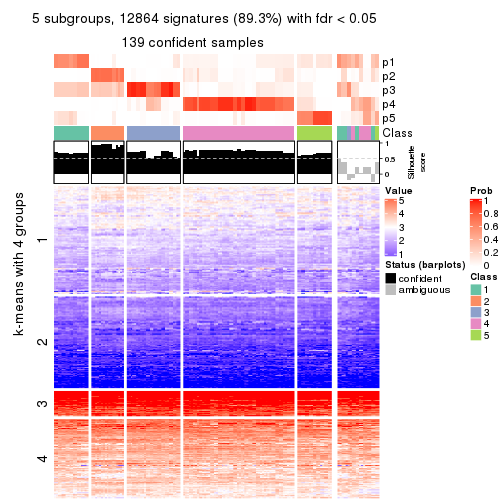 5 subgroups, 12864 signatures (89.3%) with fdr < 0.05
139 confident samples
p1
p2
p3
p4
p5
Class
1
0.5
0
Silhouette
score
k-means with 4 groups
1
2
3
4
Value
5
4
3
2
1
Status (barplots)
confident
ambiguous
Prob
1
0.8
0.6
0.4
0.2
0
Class
1
2
3
4
5